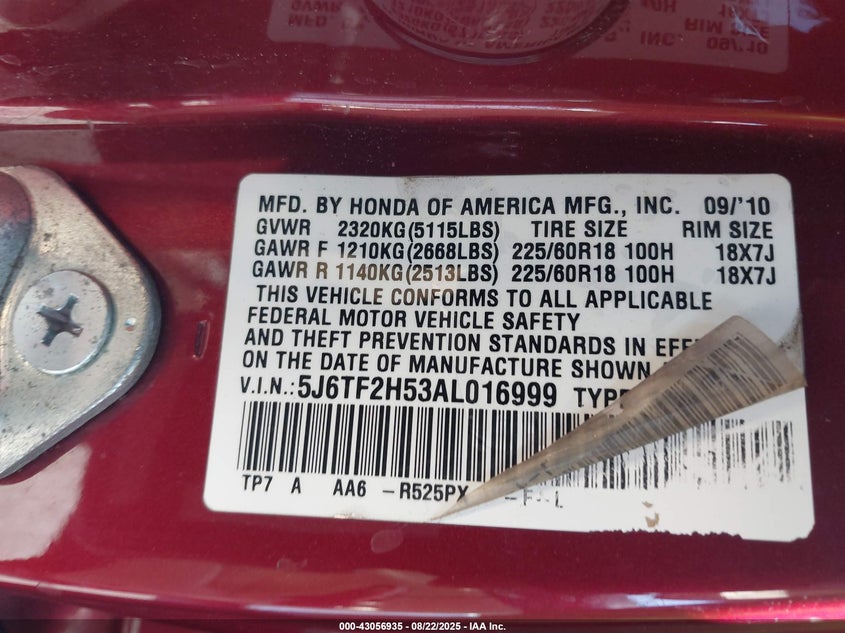 MFD. BY HONDA OF AMERICA MFG., INC. 09/'10
GVWR 2320KG(5115LBS) TIRE SIZE RIM SIZE
GAWR F 1210KG(2668LBS) 225/60R18 100H 18X7J
GAWR R 1140KG(2513LBS) 225/60R18 100H 18X7J
THIS VEHICLE CONFORMS TO ALL APPLICABLE
FEDERAL MOTOR VEHICLE SAFETY
AND THEFT PREVENTION STANDARDS IN EFFE
ON THE DATE OF MANUFACTURE SHOWN
V.I.N.: 5J6TF2H53AL016999 TYPE
TP7 A AA6 -R525PX
000-43056935 - 08/22/2025 - IAA Inc.